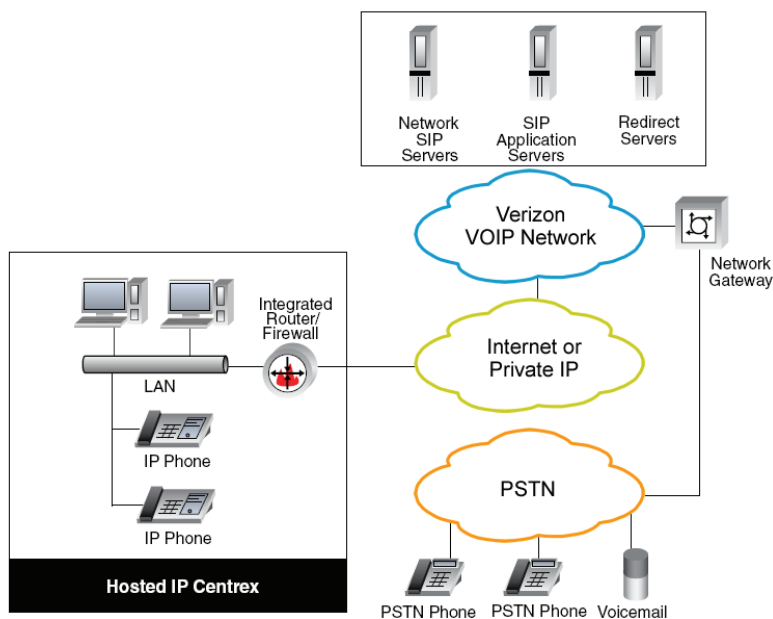 Network
SIP
Servers
SIP
Application
Servers
Redirect
Servers
Verizon
VOIP Network
Network
Gateway
Integrated
Router/
Firewall
Internet or
Private IP
LAN
IP Phone
IP Phone
PSTN
Hosted IP Centrex
PSTN Phone
PSTN Phone
Voicemail